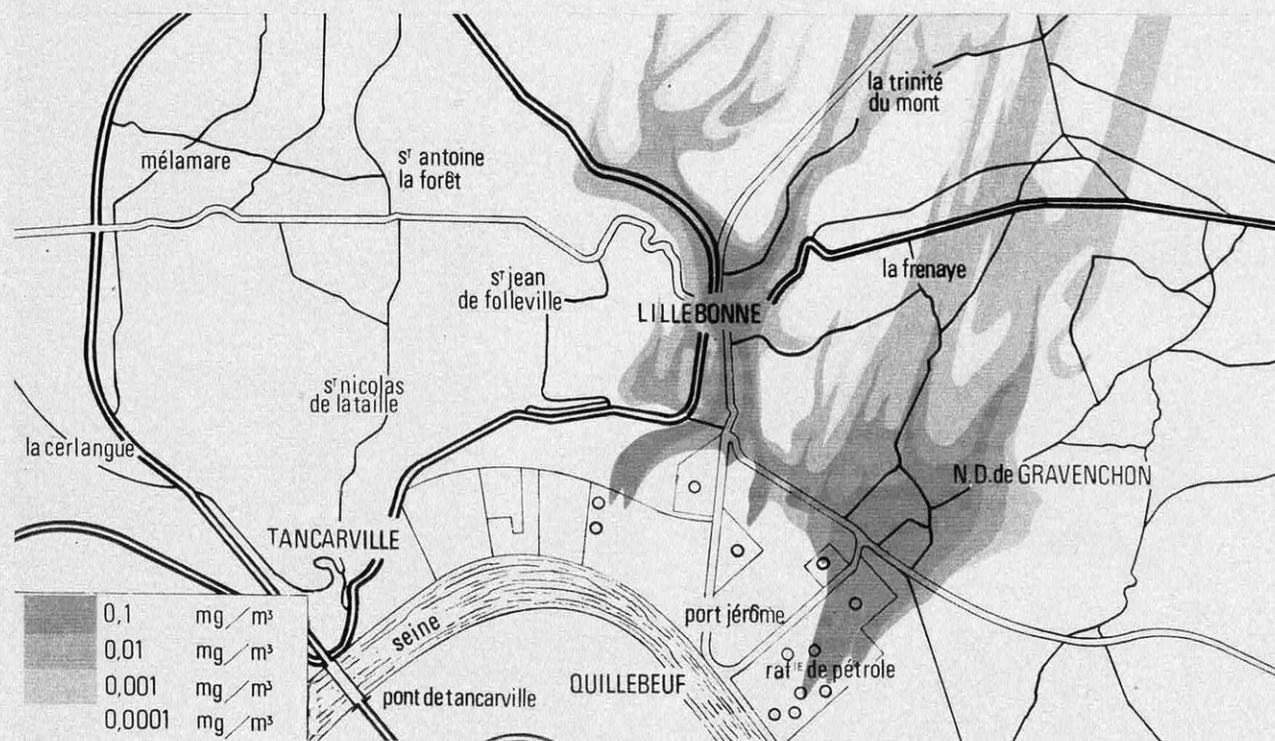 la trinité
du mont
mélamare
sᵀ antoine
la forêt
sᵀ jean
de folleville
la frenaye
LILLEBONNE
sᵀ nicolas
de la taille
la cerlangue
N.D. de GRAVENCHON
TANCARVILLE
port jérôme
seine
rafᴵᴱ de pétrole
QUILLEBEUF
pont de tancarville
0,1 mg/m³
0,01 mg/m³
0,001 mg/m³
0,0001 mg/m³